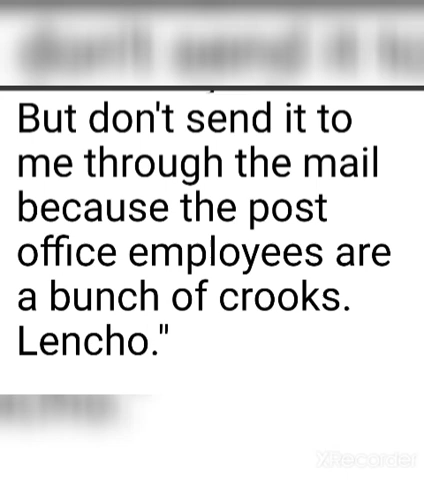 But don't send it to
me through the mail
because the post
office employees are
a bunch of crooks.
Lencho."
XRecorder